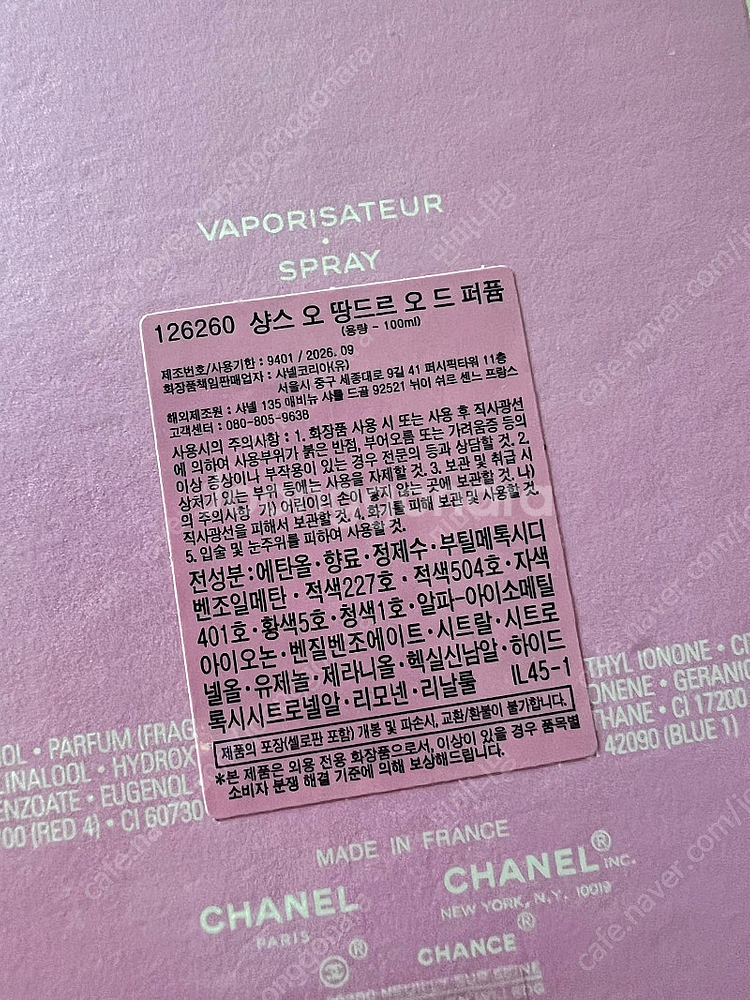 VAPORISATEUR
SPRAY
126260 샹스 오 땅드르 오 드 퍼퓸
(용량 - 100ml)
제조번호/사용기한 : 9401 / 2026. 09
화장품책임판매업자 : 샤넬코리아(유)
서울시 중구 세종대로 9길 41 퍼시픽타워 11층
해외제조원 : 샤넬 135 애비뉴 샤를 드골 92521 뉘이 쉬르 센느 프랑스
고객센터 : 080-805-9638
사용시의 주의사항 : 1. 화장품 사용 시 또는 사용 후 직사광선
에 의하여 사용부위가 붉은 반점, 부어오름 또는 가려움증 등의
이상 증상이나 부작용이 있는 경우 전문의 등과 상담할 것. 2.
상처가 있는 부위 등에는 사용을 자제할 것. 3. 보관 및 취급 시
의 주의사항 가) 어린이의 손이 닿지 않는 곳에 보관할 것. 나)
직사광선을 피해서 보관할 것. 4. 화기를 피해 보관 및 사용할 것.
5. 입술 및 눈주위를 피하여 사용할 것.
전성분 : 에탄올 · 향료 · 정제수 · 부틸메톡시디
벤조일메탄 · 적색227호 · 적색504호 · 자색
401호 · 황색5호 · 청색1호 · 알파-아이소메틸
아이오논 · 벤질벤조에이트 · 시트랄 · 시트로
넬올 · 유제놀 · 제라니올 · 헥실신남알 · 하이드
록시시트로넬알 · 리모넨 · 리날룰 IL45-1
제품의 포장(셀로판 포함) 개봉 및 파손시, 교환/환불이 불가합니다.
*본 제품은 외용 전용 화장품으로서, 이상이 있을 경우 품목별
소비자 분쟁 해결 기준에 의해 보상해드립니다.
THYL IONONE
ONENE • GERANIO
THANE • CI 17200
42090 (BLUE 1)
OL • PARFUM (FRAG
LINALOOL • HYDROX
ENZOATE • EUGENOL
00 (RED 4) • CI 60730
MADE IN FRANCE
CHANEL
PARIS
CHANEL® INC.
NEW YORK, N.Y. 10019
CHANCE®
cafe.naver.com/joonggonara